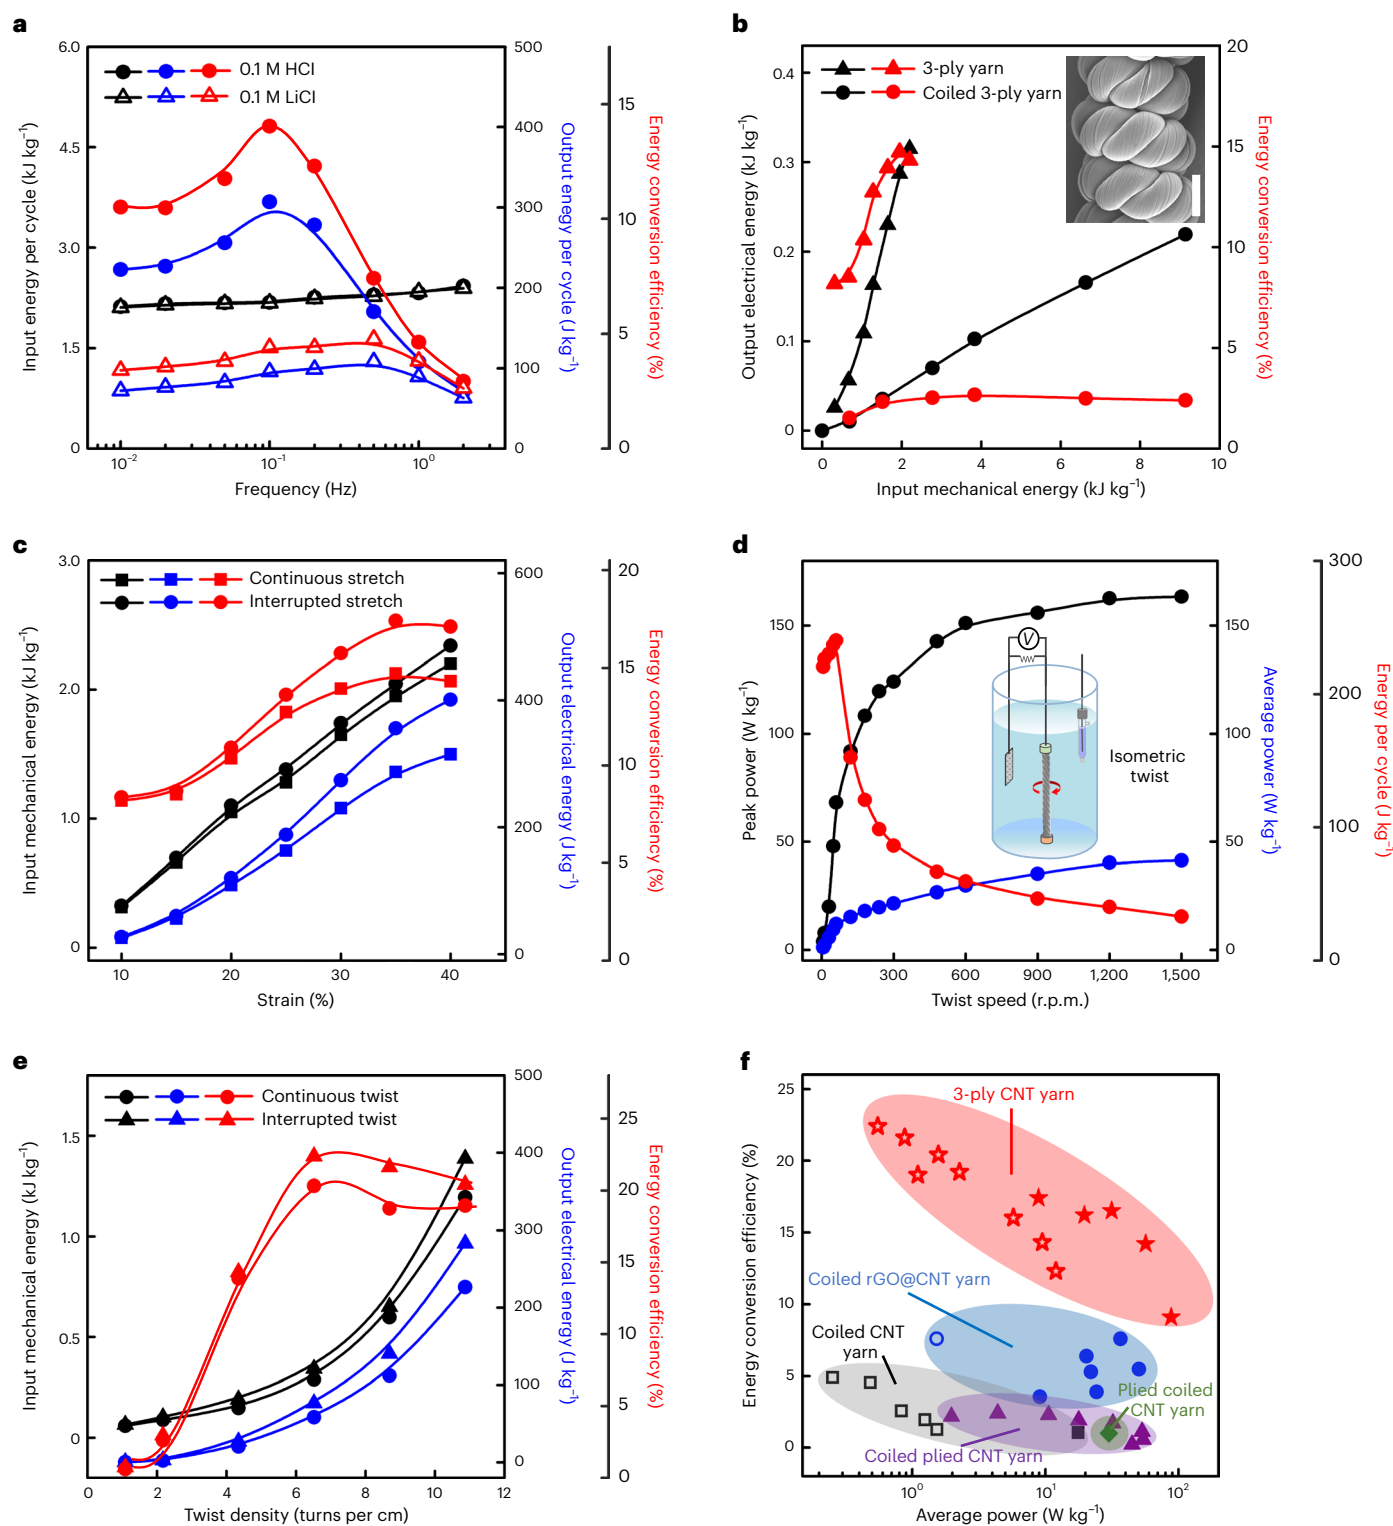 a
6.0
4.5
3.0
1.5
0
Input energy per cycle (kJ kg⁻¹)
0.1 M HCl
0.1 M LiCl
500
400
300
200
100
0
Output enegy per cycle (J kg⁻¹)
15
10
5
0
Energy conversion efficiency (%)
10⁻²
10⁻¹
10⁰
Frequency (Hz)
b
0.4
0.3
0.2
0.1
0
Output electrical energy (kJ kg⁻¹)
3-ply yarn
Coiled 3-ply yarn
20
15
10
5
0
Energy conversion efficiency (%)
0 2 4 6 8 10
Input mechanical energy (kJ kg⁻¹)
c
3.0
2.0
1.0
0
Input mechanical energy (kJ kg⁻¹)
Continuous stretch
Interrupted stretch
600
400
200
0
Output electrical energy (J kg⁻¹)
20
15
10
5
0
Energy conversion efficiency (%)
10 20 30 40
Strain (%)
d
150
100
50
0
Peak power (W kg⁻¹)
V
Isometric
twist
150
100
50
0
Average power (W kg⁻¹)
300
200
100
0
Energy per cycle (J kg⁻¹)
0 300 600 900 1,200 1,500
Twist speed (r.p.m.)
e
1.5
1.0
0.5
0
Input mechanical energy (kJ kg⁻¹)
Continuous twist
Interrupted twist
500
400
300
200
100
0
Output electrical energy (J kg⁻¹)
25
20
15
10
5
0
Energy conversion efficiency (%)
0 2 4 6 8 10 12
Twist density (turns per cm)
f
25
20
15
10
5
0
Energy conversion efficiency (%)
3-ply CNT yarn
Coiled rGO@CNT yarn
Coiled CNT
yarn
Plied coiled
CNT yarn
Coiled plied CNT yarn
10⁰
10¹
10²
Average power (W kg⁻¹)